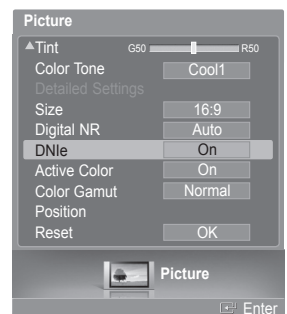 Picture
▲Tint G50 R50
Color Tone Cool1
Detailed Settings
Size 16:9
Digital NR Auto
DNIe On
Active Color On
Color Gamut Normal
Position
Reset OK
Picture
Enter